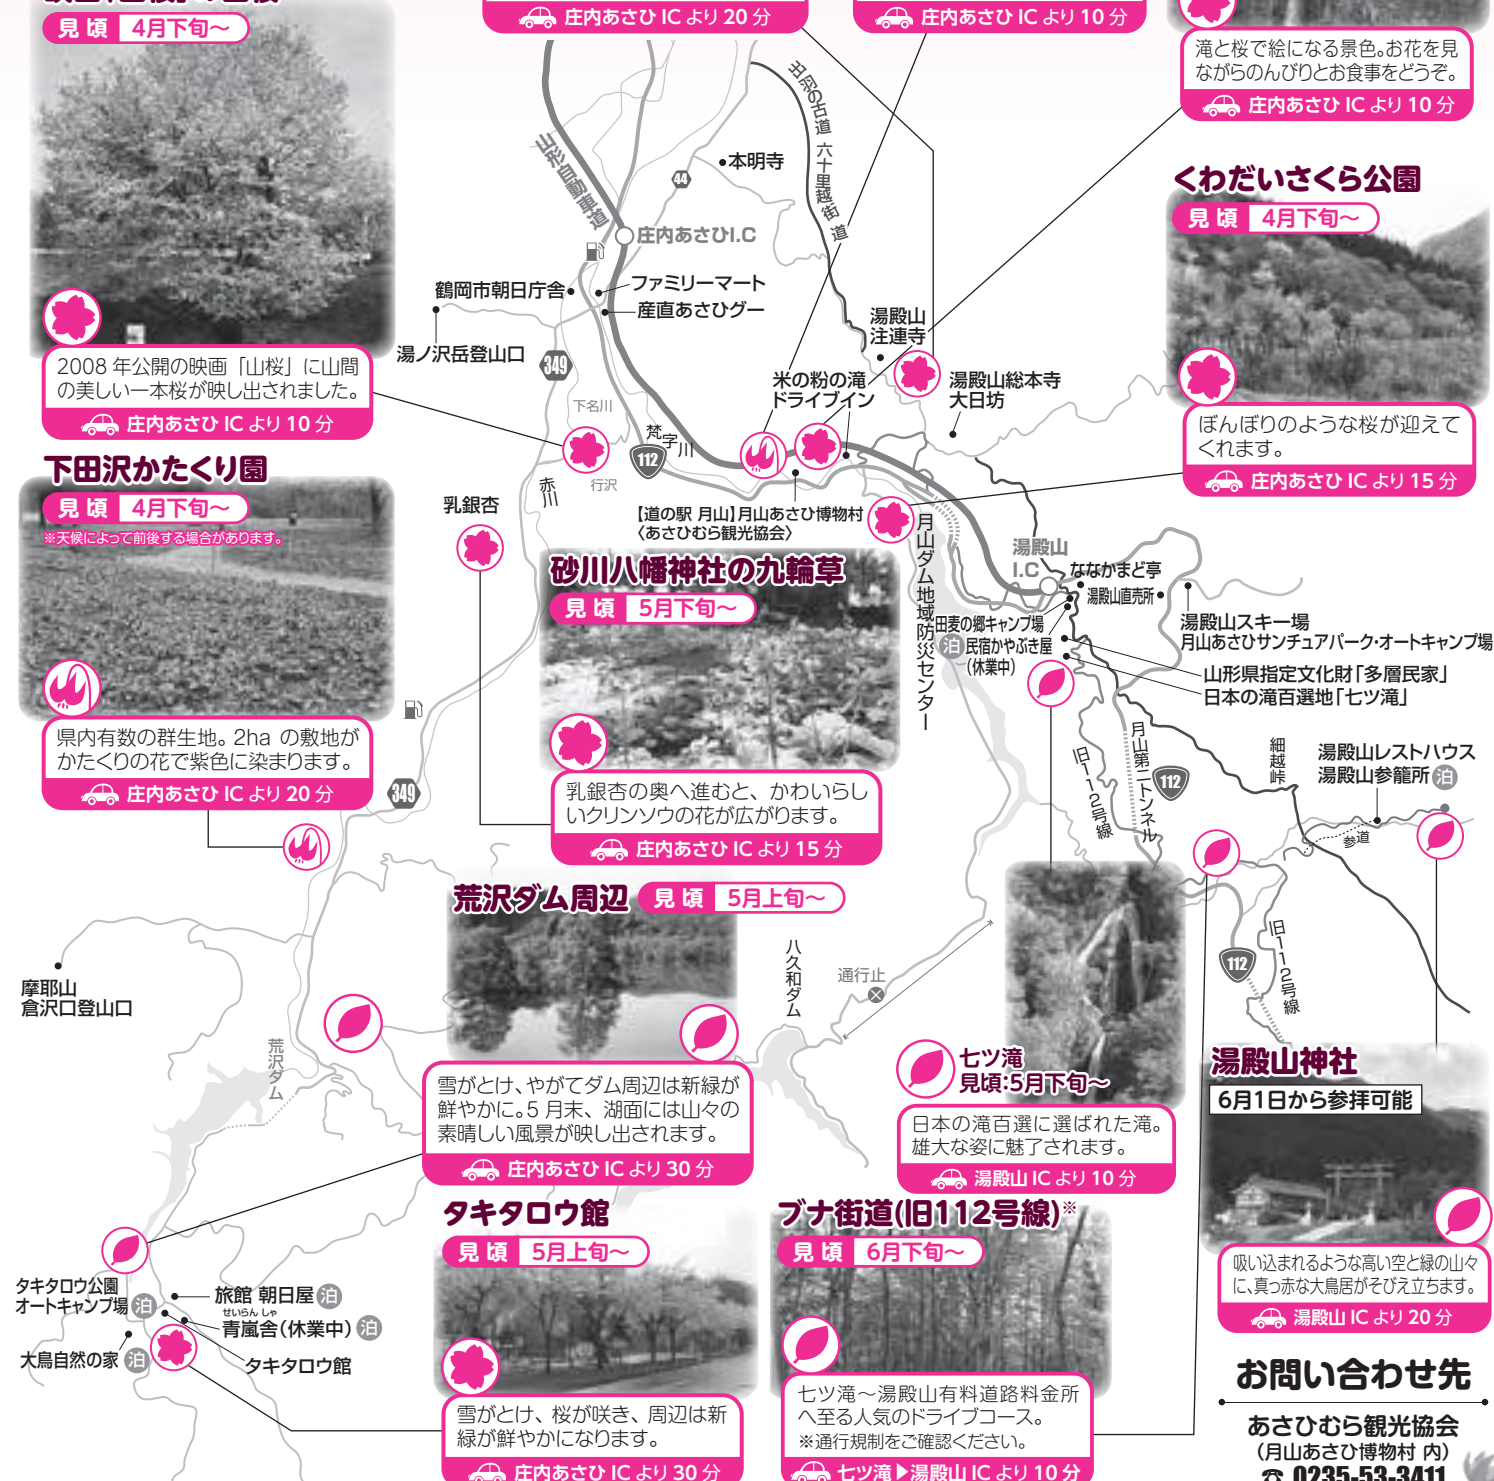 見頃 4月下旬〜
2008 年公開の映画「山桜」に山間
の美しい一本桜が映し出されました。
庄内あさひ IC より 10 分
庄内あさひ IC より 20 分
庄内あさひ IC より 10 分
滝と桜で絵になる景色。お花を見
ながらのんびりとお食事をどうぞ。
庄内あさひ IC より 10 分
くわだいさくら公園
見頃 4月下旬〜
ぼんぼりのような桜が迎えて
くれます。
庄内あさひ IC より 15 分
下田沢かたくり園
見頃 4月下旬〜
※天候によって前後する場合があります。
県内有数の群生地。2ha の敷地が
かたくりの花で紫色に染まります。
庄内あさひ IC より 20 分
出羽の古道 六十里越街道
山形自動車道
44
本明寺
庄内あさひI.C
鶴岡市朝日庁舎
ファミリーマート
産直あさひグー
湯ノ沢岳登山口
349
下名川
梵字川
112
行沢
赤川
乳銀杏
湯殿山
注連寺
米の粉の滝
ドライブイン
湯殿山総本寺
大日坊
【道の駅 月山】月山あさひ博物村
〈あさひむら観光協会〉
月山ダム地域防災センター
湯殿山
I.C
ななかまど亭
湯殿山直売所
田麦の郷キャンプ場
泊 民宿かやぶき屋
(休業中)
湯殿山スキー場
月山あさひサンチュアパーク・オートキャンプ場
山形県指定文化財「多層民家」
日本の滝百選地「七ツ滝」
旧112号線
月山第二トンネル
112
細越峠
湯殿山レストハウス
湯殿山参籠所 泊
参道
砂川八幡神社の九輪草
見頃 5月下旬〜
乳銀杏の奥へ進むと、かわいらし
いクリンソウの花が広がります。
庄内あさひ IC より 15 分
349
荒沢ダム周辺 見頃 5月上旬〜
雪がとけ、やがてダム周辺は新緑が
鮮やかに。5 月末、湖面には山々の
素晴しい風景が映し出されます。
庄内あさひ IC より 30 分
八久和ダム
通行止
摩耶山
倉沢口登山口
荒沢ダム
112
旧112号線
七ツ滝
見頃:5月下旬〜
日本の滝百選に選ばれた滝。
雄大な姿に魅了されます。
湯殿山 IC より 10 分
湯殿山神社
6月1日から参拝可能
吸い込まれるような高い空と緑の山々
に、真っ赤な大鳥居がそびえ立ちます。
湯殿山 IC より 20 分
タキタロウ公園
オートキャンプ場 泊
旅館 朝日屋 泊
せいらんしゃ
青嵐舎(休業中) 泊
大鳥自然の家 泊
タキタロウ館
タキタロウ館
見頃 5月上旬〜
雪がとけ、桜が咲き、周辺は新
緑が鮮やかになります。
庄内あさひ IC より 30 分
ブナ街道(旧112号線)※
見頃 6月下旬〜
七ツ滝〜湯殿山有料道路料金所
へ至る人気のドライブコース。
※通行規制をご確認ください。
七ツ滝▶湯殿山 IC より 10 分
お問い合わせ先
あさひむら観光協会
(月山あさひ博物村 内)
☎ 0235-53-3411